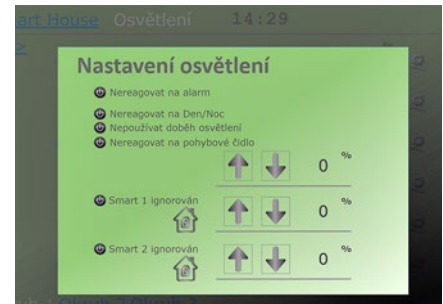 art House Osvětlení 14:29
Nastavení osvětlení
Nereagovat na alarm
Nereagovat na Den/Noc
Nepoužívat doběh osvětlení
Nereagovat na pohybové čidlo
0 %
Smart 1 ignorován
0 %
Smart 2 ignorován
0 %